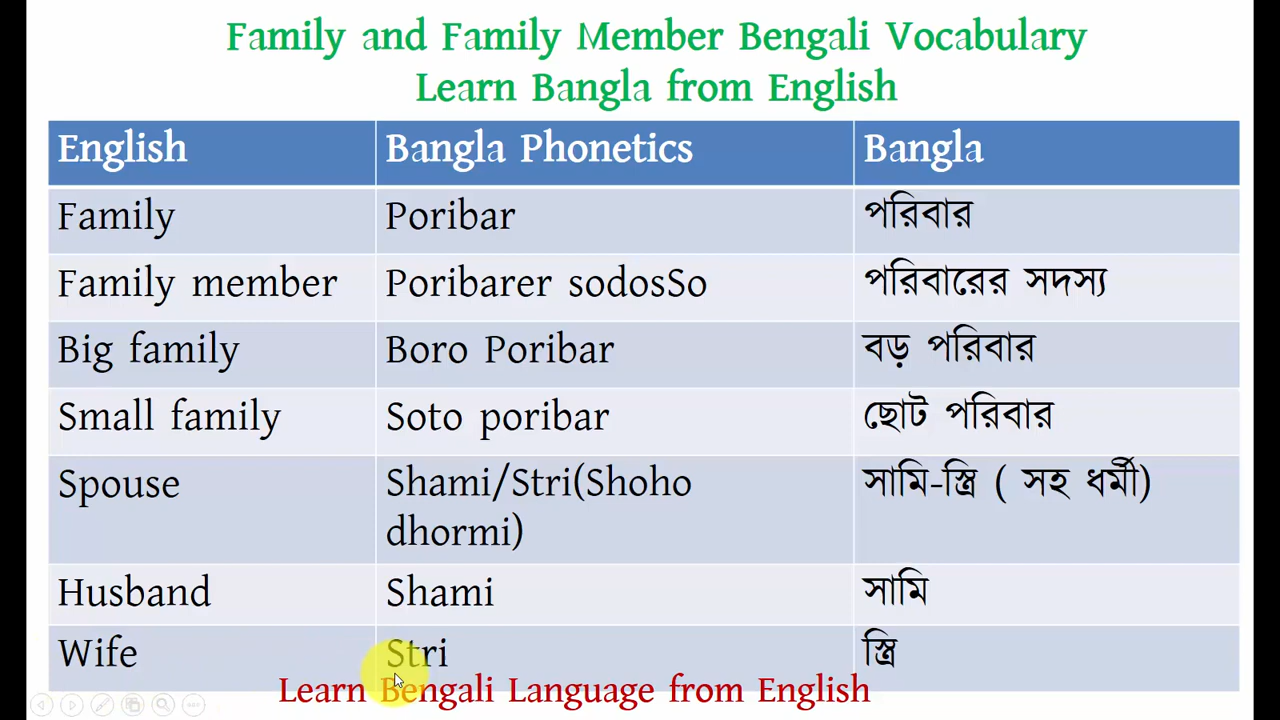 Family and Family Member Bengali Vocabulary
Learn Bangla from English
English Bangla Phonetics Bangla
Family Poribar পরিবার
Family member Poribarer sodosSo পরিবারের সদস্য
Big family Boro Poribar বড় পরিবার
Small family Soto poribar ছোট পরিবার
Spouse Shami/Stri(Shoho সামি-স্ত্রি ( সহ ধর্মী)
dhormi)
Husband Shami সামি
Wife Stri স্ত্রি
Learn Bengali Language from English